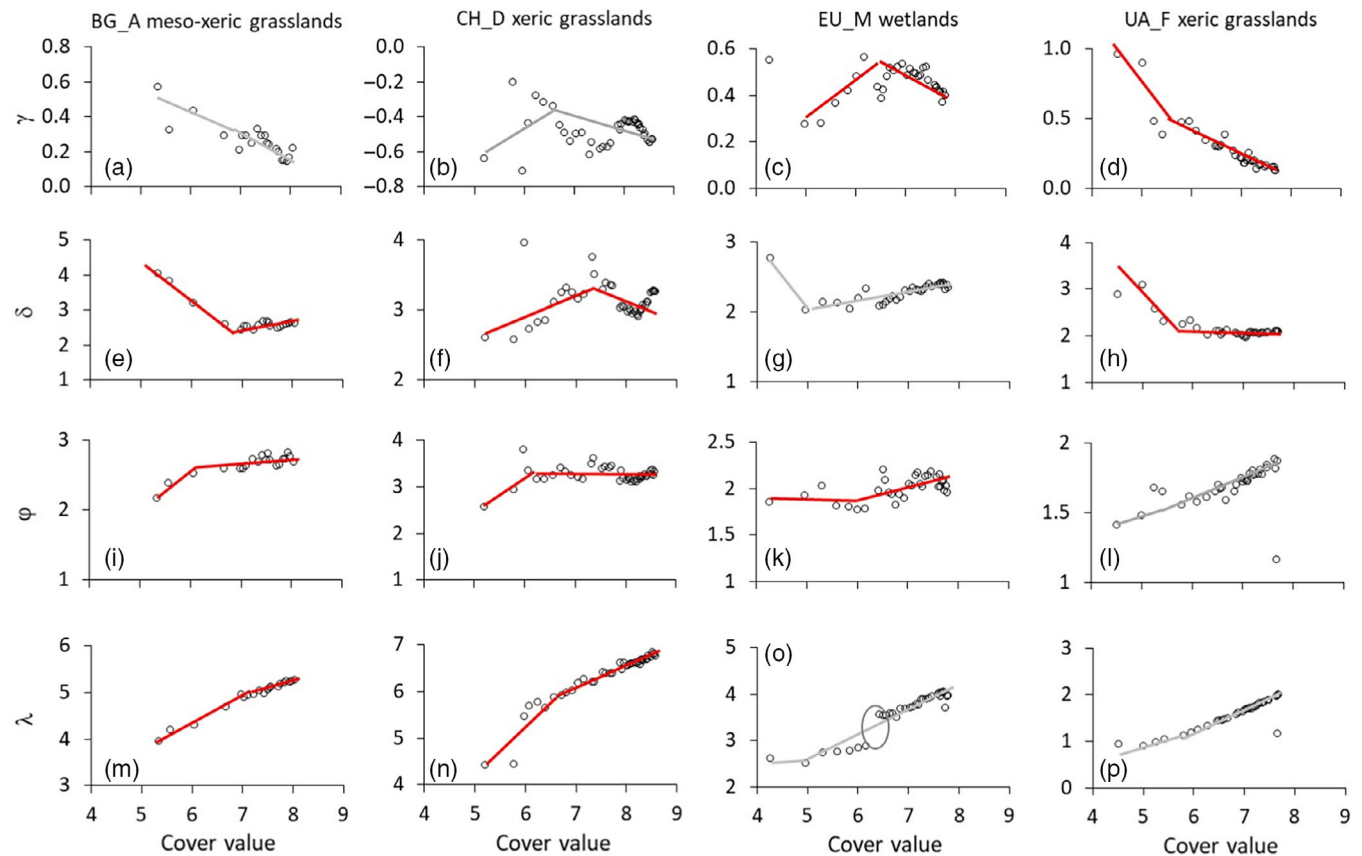 BG_A meso-xeric grasslands CH_D xeric grasslands EU_M wetlands UA_F xeric grasslands
γ
0.8 0.6 0.4 0.2 0.0
(a)
0.0 −0.2 −0.4 −0.6 −0.8
(b)
0.6 0.4 0.2 0.0
(c)
1.0 0.5 0.0
(d)
δ
5 4 3 2 1
(e)
4 3 2
(f)
3 2 1
(g)
4 3 2 1
(h)
φ
3 2 1
(i)
4 3 2 1
(j)
2.5 2 1.5 1
(k)
2 1.5 1
(l)
λ
6 5 4 3
(m)
7 6 5 4
(n)
5 4 3 2
(o)
3 2 1 0
(p)
4 5 6 7 8 9 4 5 6 7 8 9 4 5 6 7 8 9 4 5 6 7 8 9
Cover value Cover value Cover value Cover value